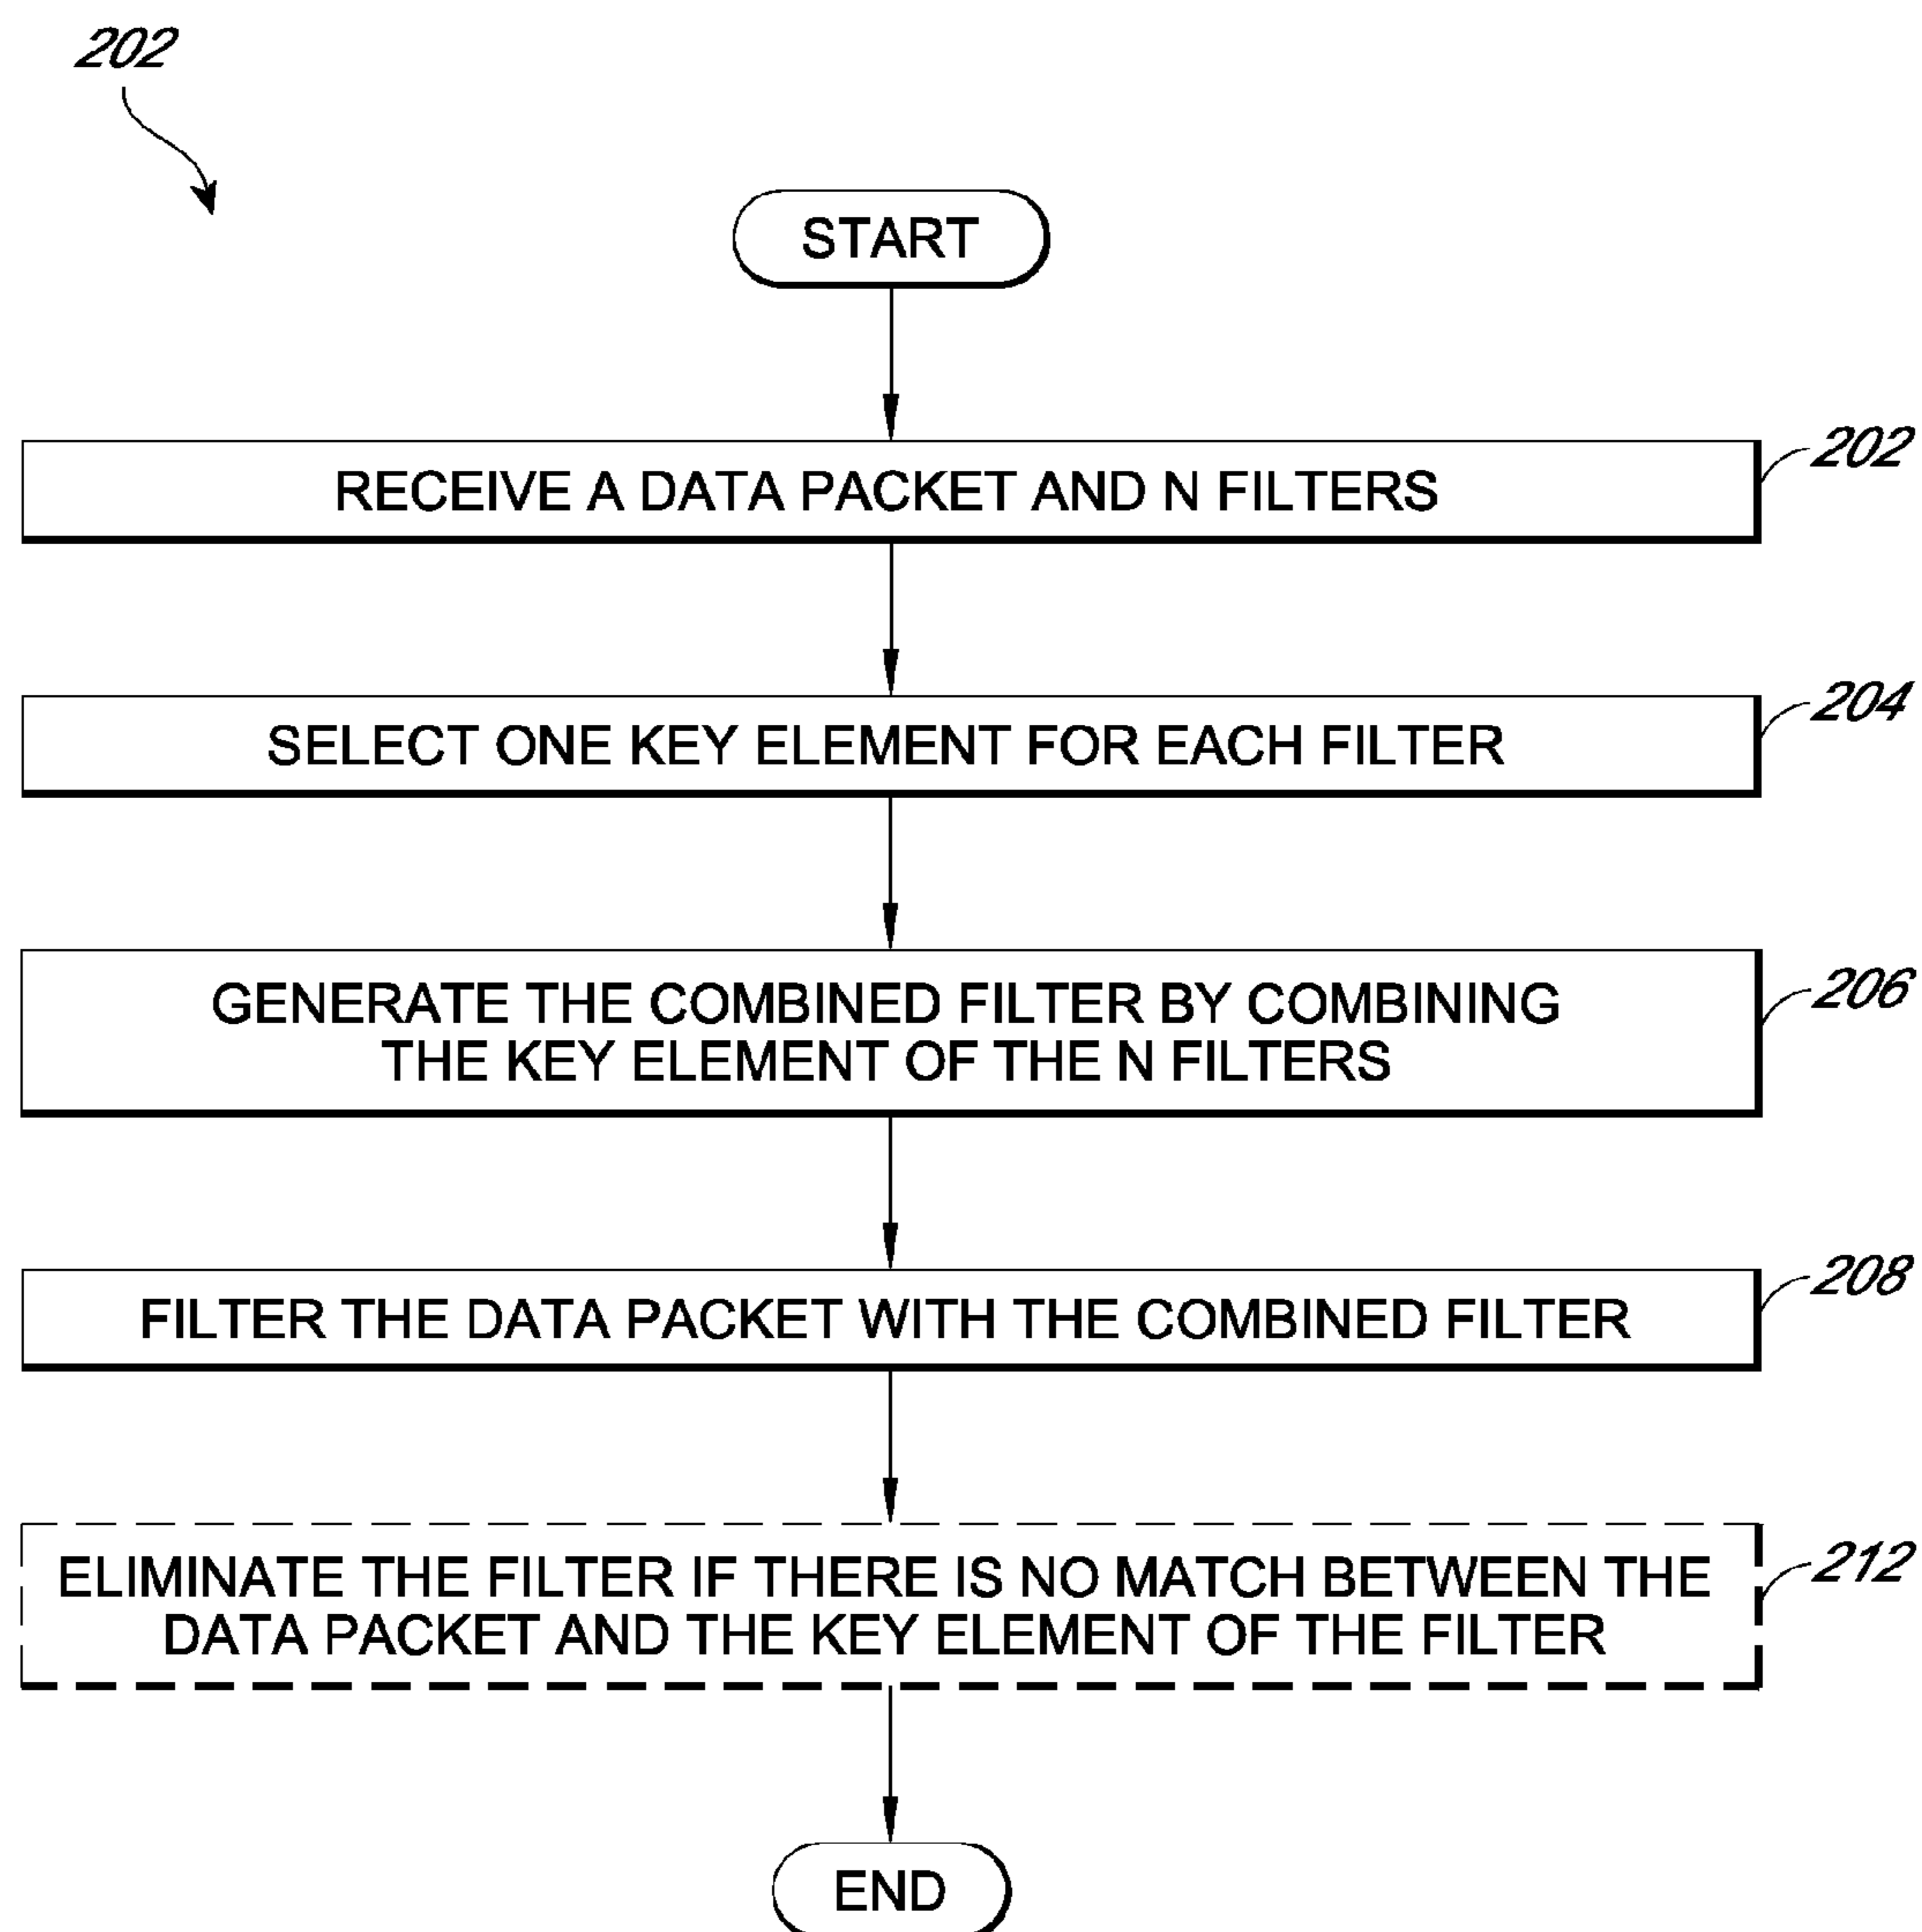 202
START
RECEIVE A DATA PACKET AND N FILTERS
202
SELECT ONE KEY ELEMENT FOR EACH FILTER
204
GENERATE THE COMBINED FILTER BY COMBINING
THE KEY ELEMENT OF THE N FILTERS
206
FILTER THE DATA PACKET WITH THE COMBINED FILTER
208
ELIMINATE THE FILTER IF THERE IS NO MATCH BETWEEN THE
DATA PACKET AND THE KEY ELEMENT OF THE FILTER
212
END